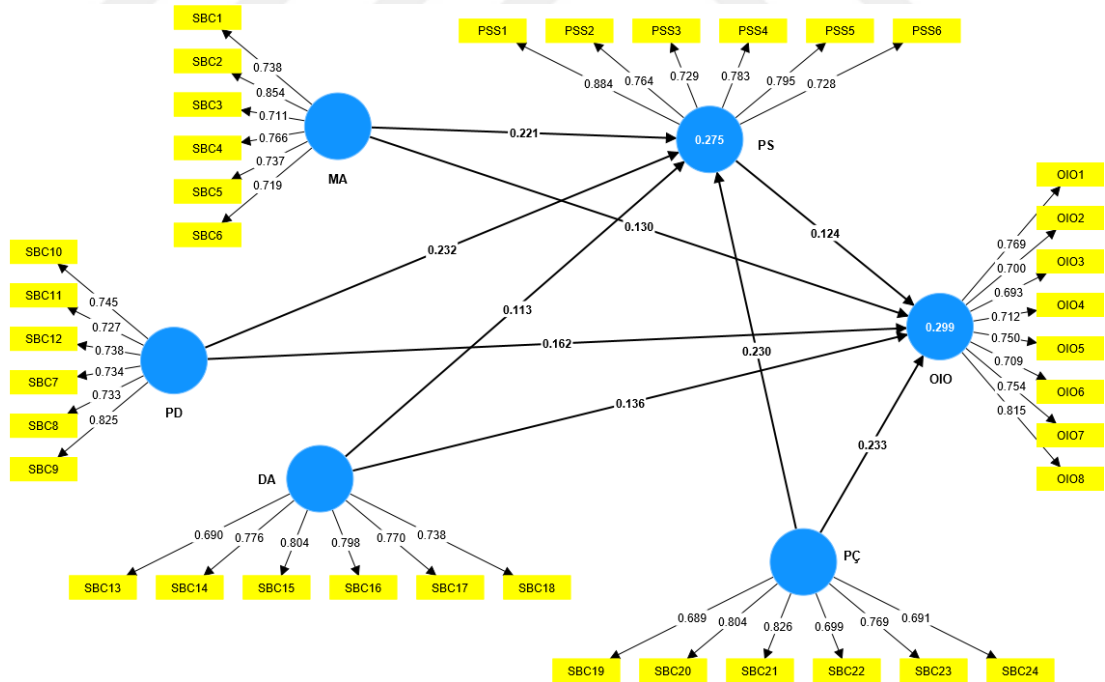 SBC1
SBC2
SBC3
SBC4
SBC5
SBC6
0.738
0.854
0.711
0.766
0.737
0.719
MA
PSS1
PSS2
PSS3
PSS4
PSS5
PSS6
0.884
0.764
0.729
0.783
0.795
0.728
0.275
PS
0.221
0.130
0.232
0.162
0.113
0.136
0.124
0.230
0.233
SBC10
SBC11
SBC12
SBC7
SBC8
SBC9
0.745
0.727
0.738
0.734
0.733
0.825
PD
OIO1
OIO2
OIO3
OIO4
OIO5
OIO6
OIO7
OIO8
0.769
0.700
0.693
0.712
0.750
0.709
0.754
0.815
0.299
OIO
DA
0.690
0.776
0.804
0.798
0.770
0.738
SBC13
SBC14
SBC15
SBC16
SBC17
SBC18
PÇ
0.689
0.804
0.826
0.699
0.769
0.691
SBC19
SBC20
SBC21
SBC22
SBC23
SBC24